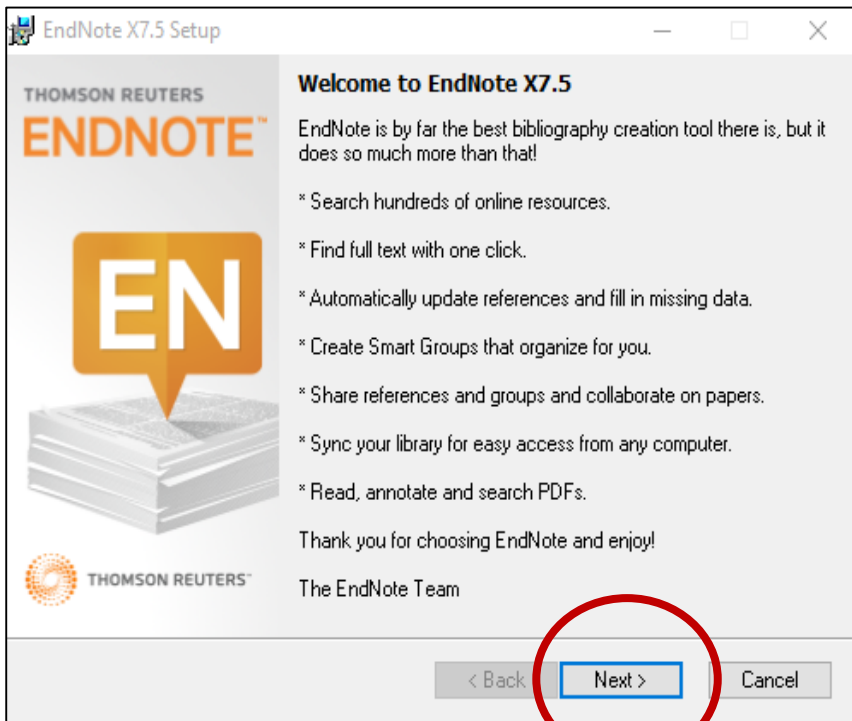 EndNote X7.5 Setup
THOMSON REUTERS
ENDNOTE™
EN
THOMSON REUTERS™
Welcome to EndNote X7.5
EndNote is by far the best bibliography creation tool there is, but it
does so much more than that!
* Search hundreds of online resources.
* Find full text with one click.
* Automatically update references and fill in missing data.
* Create Smart Groups that organize for you.
* Share references and groups and collaborate on papers.
* Sync your library for easy access from any computer.
* Read, annotate and search PDFs.
Thank you for choosing EndNote and enjoy!
The EndNote Team
< Back
Next >
Cancel